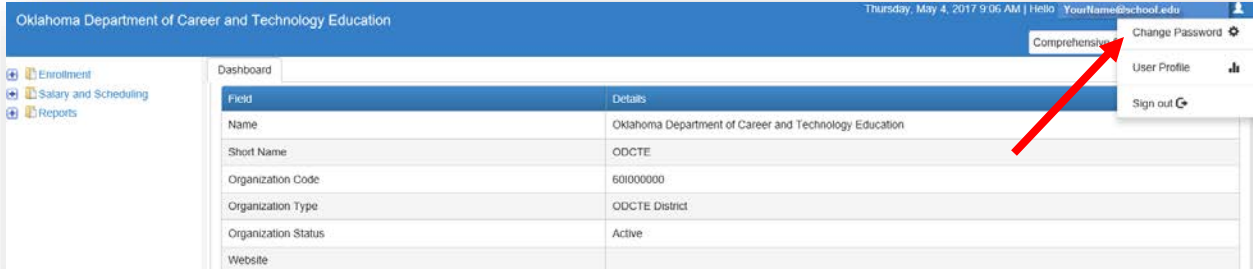 Oklahoma Department of Career and Technology Education
Thursday, May 4, 2017 9:06 AM | Hello YourName@school.edu
Comprehensive
Change Password
User Profile
Sign out
Enrollment
Salary and Scheduling
Reports
Dashboard
Field Details
Name Oklahoma Department of Career and Technology Education
Short Name ODCTE
Organization Code 60I000000
Organization Type ODCTE District
Organization Status Active
Website